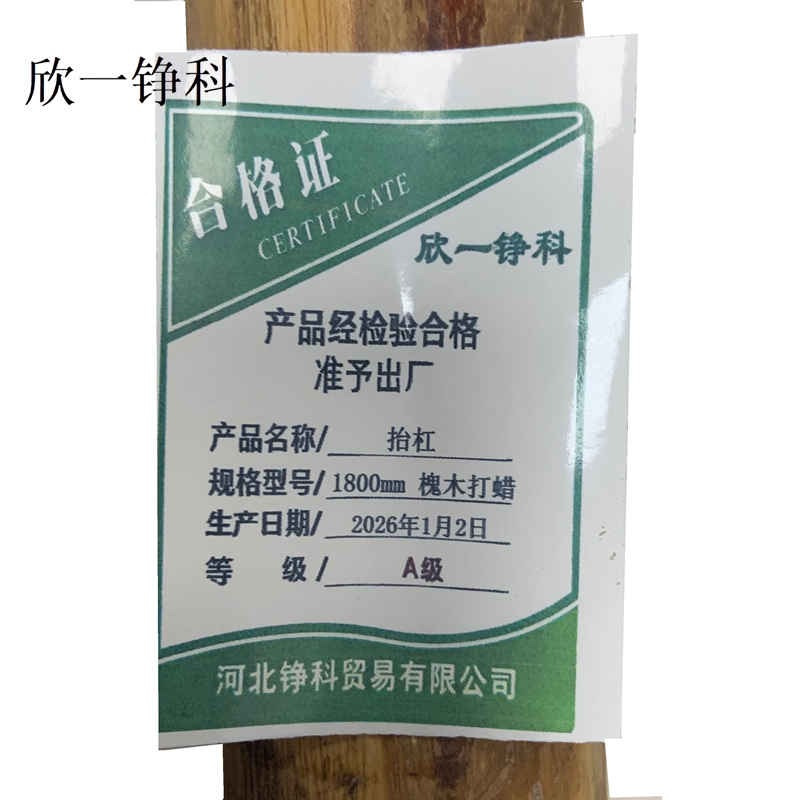 欣一铮科
合格证
CERTIFICATE
欣一铮科
产品经检验合格
准予出厂
产品名称/ 抬杠
规格型号/ 1800mm 槐木打蜡
生产日期/ 2026年1月2日
等 级/ A级
河北铮科贸易有限公司